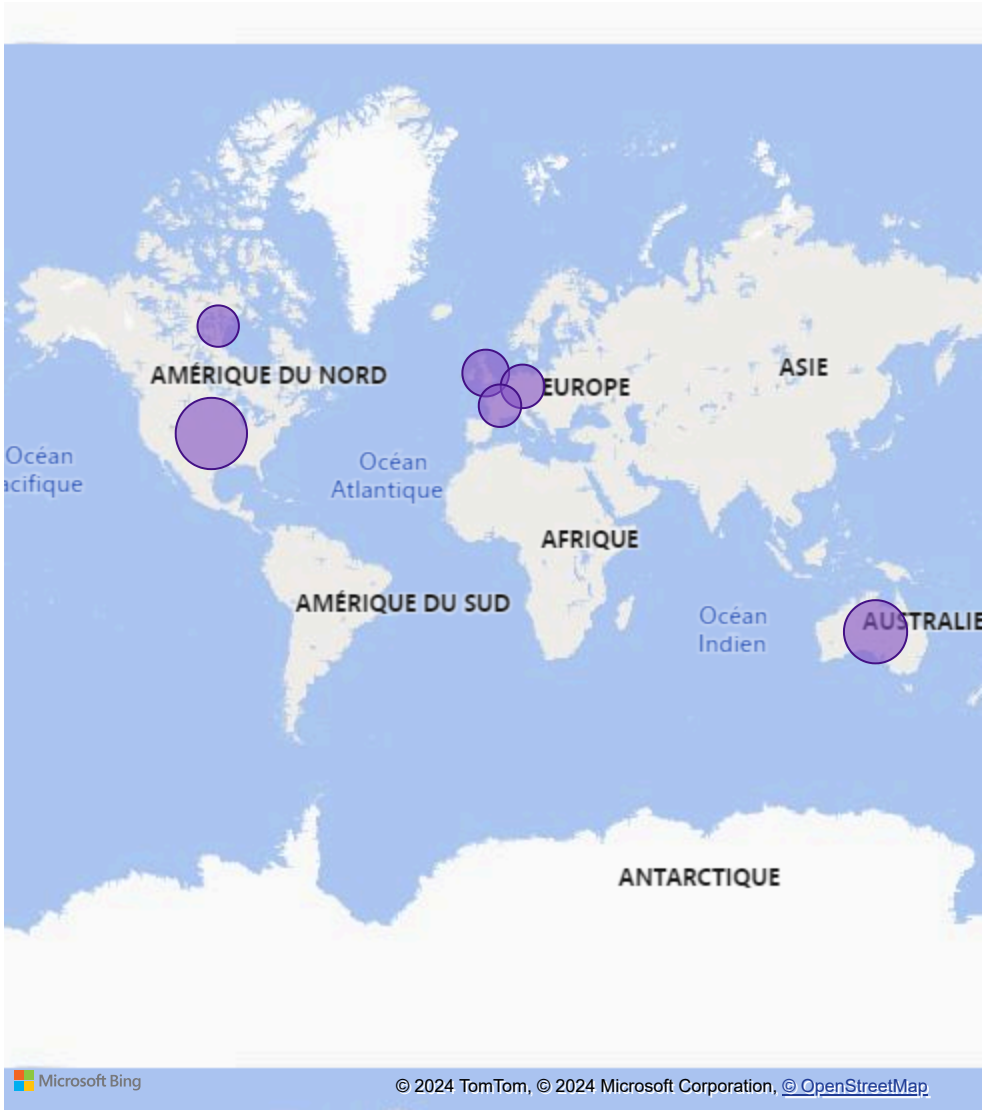 AMÉRIQUE DU NORD
ASIE
EUROPE
Océan
acifique
Océan
Atlantique
AFRIQUE
AMÉRIQUE DU SUD
Océan
Indien
AUSTRALIE
ANTARCTIQUE
Microsoft Bing
© 2024 TomTom, © 2024 Microsoft Corporation, © OpenStreetMap